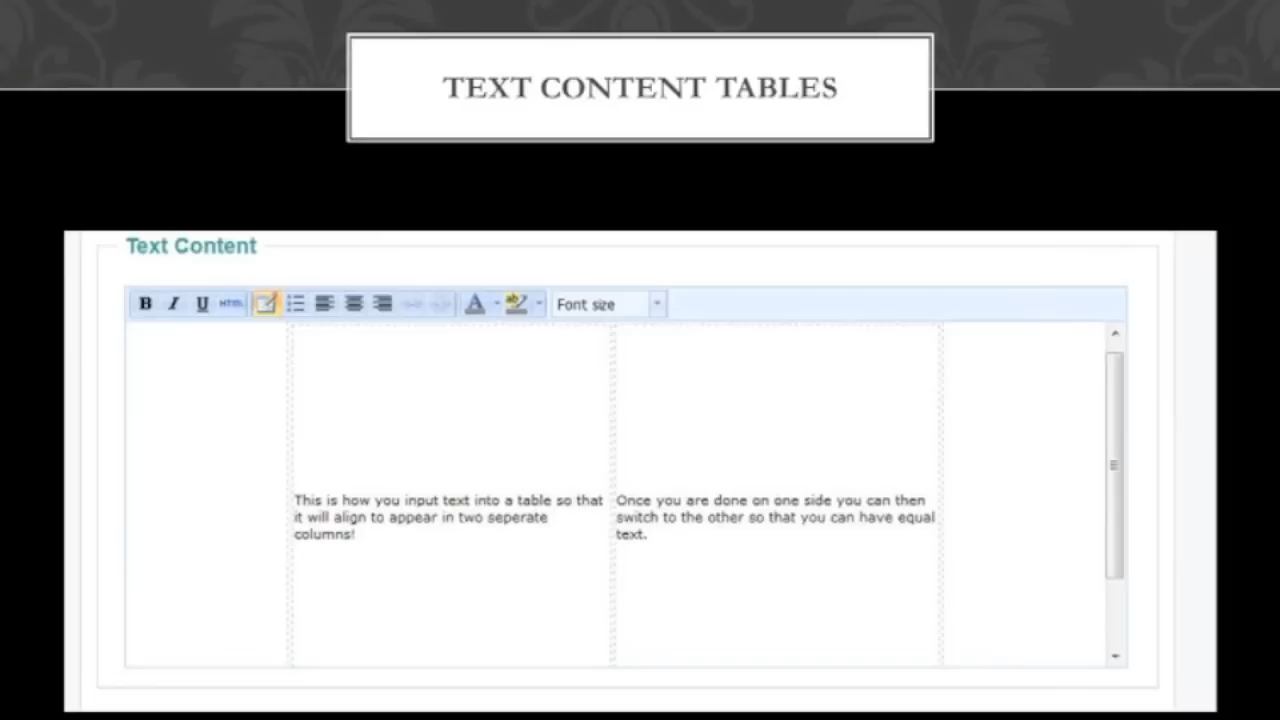 TEXT CONTENT TABLES
Text Content
B I U HTML A ab Font size
This is how you input text into a table so that
it will align to appear in two seperate
columns!
Once you are done on one side you can then
switch to the other so that you can have equal
text.